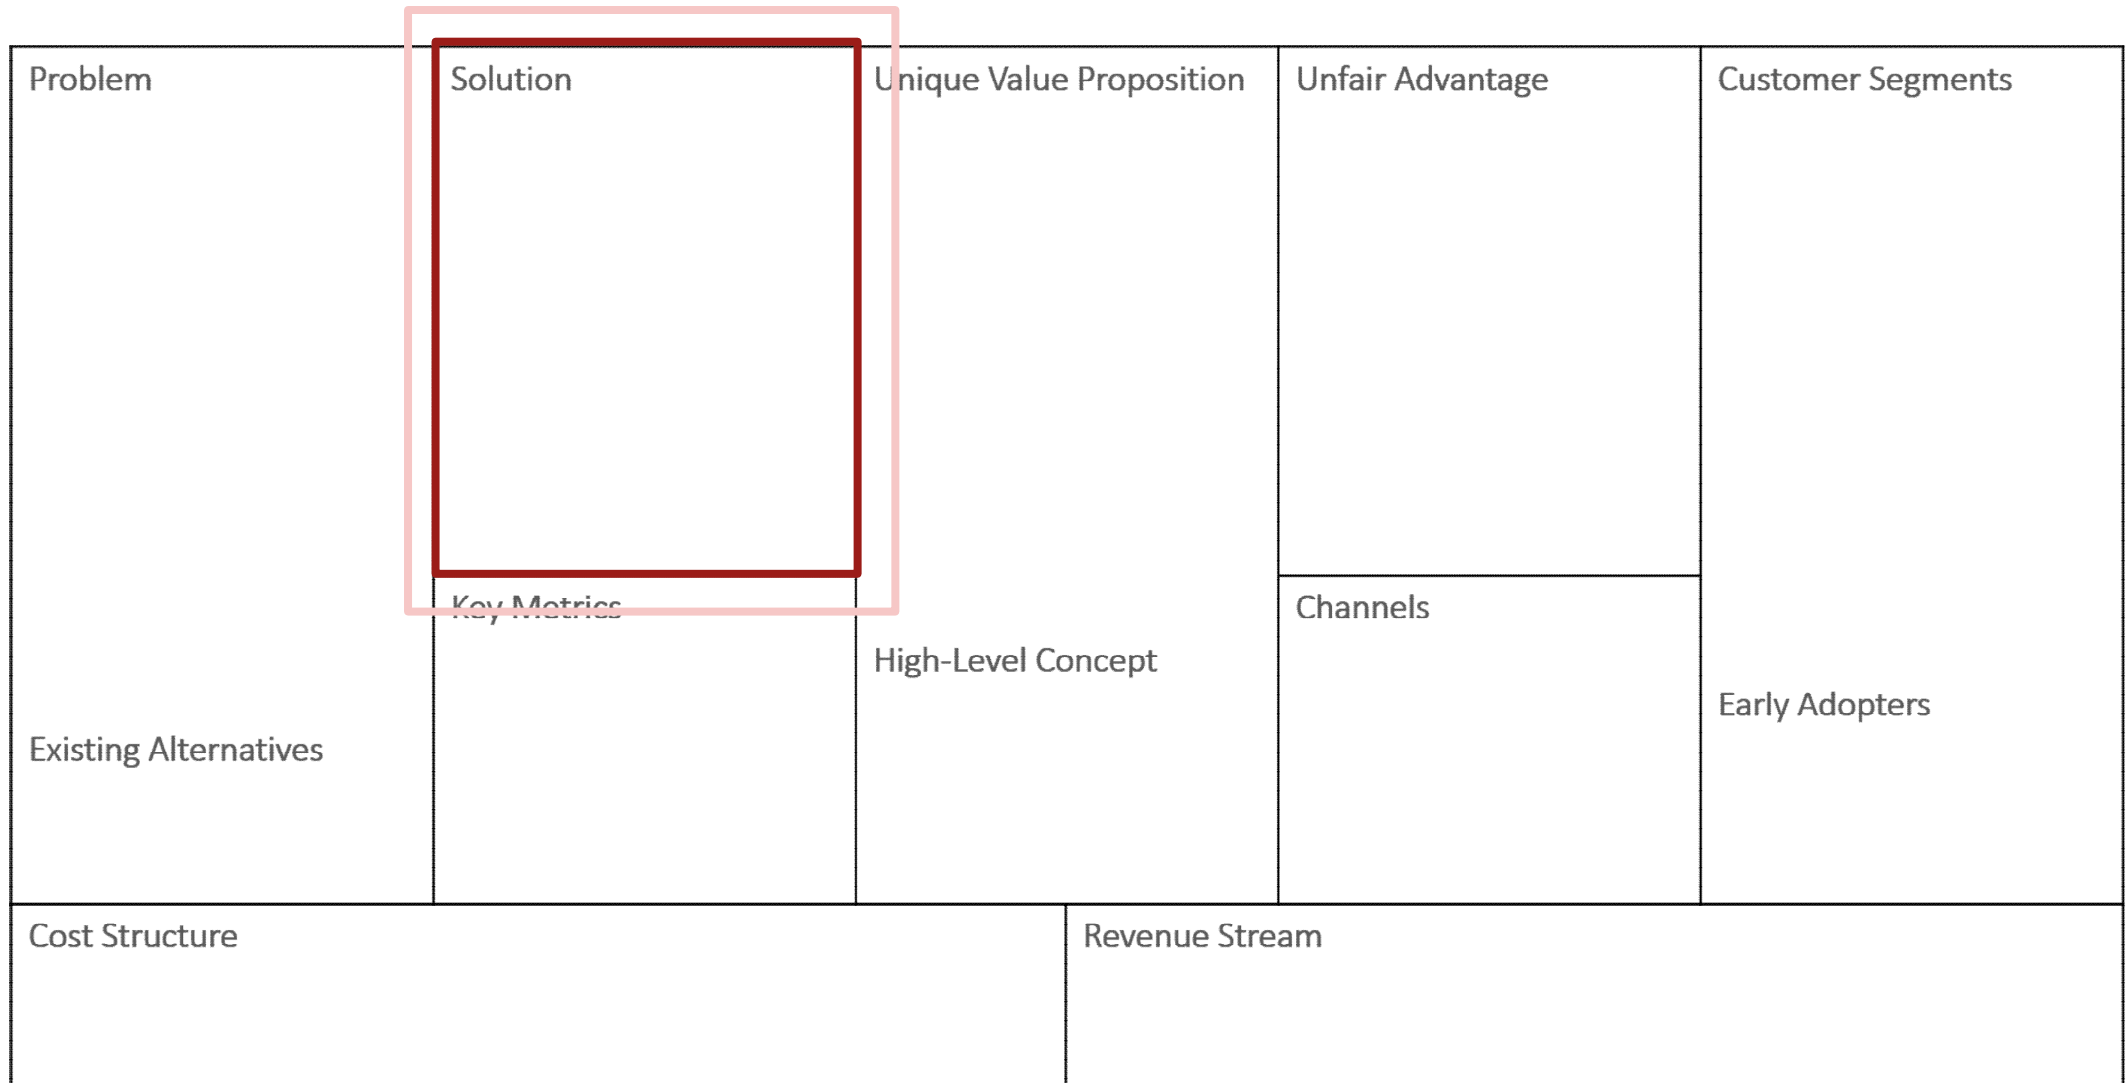 Problem
Solution
Unique Value Proposition
Unfair Advantage
Customer Segments
Key Metrics
Channels
High-Level Concept
Early Adopters
Existing Alternatives
Cost Structure
Revenue Stream